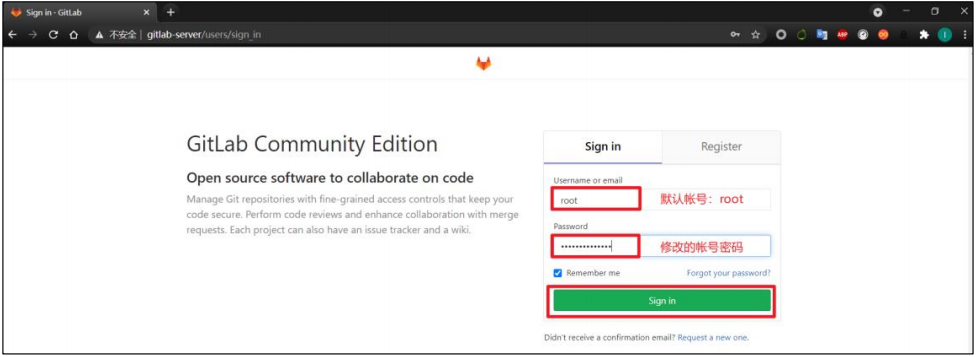 Sign in · GitLab
不安全 | gitlab-server/users/sign_in
ABP
GitLab Community Edition
Open source software to collaborate on code
Manage Git repositories with fine-grained access controls that keep your
code secure. Perform code reviews and enhance collaboration with merge
requests. Each project can also have an issue tracker and a wiki.
Sign in Register
Username or email
root 默认帐号：root
Password
•••••••••••••• 修改的帐号密码
Remember me Forgot your password?
Sign in
Didn't receive a confirmation email? Request a new one.